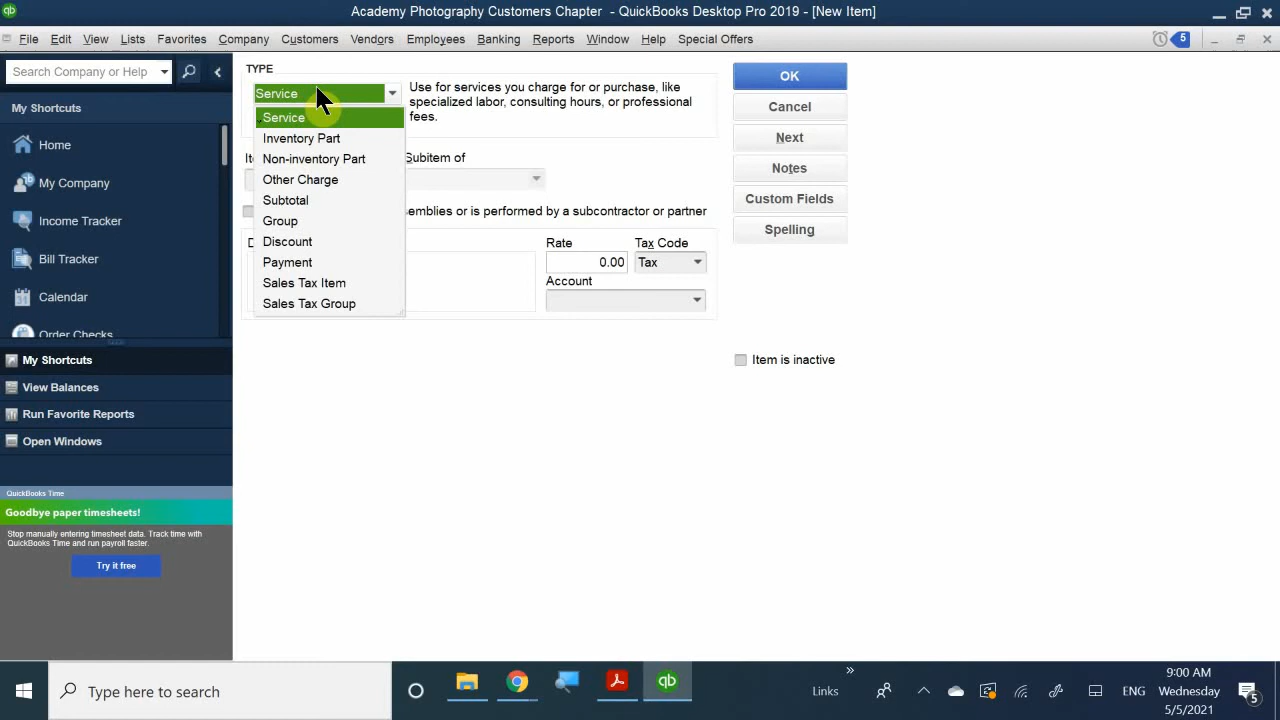 Academy Photography Customers Chapter - QuickBooks Desktop Pro 2019 - [New Item]
File Edit View Lists Favorites Company Customers Vendors Employees Banking Reports Window Help Special Offers 5
Search Company or Help
My Shortcuts
Home
My Company
Income Tracker
Bill Tracker
Calendar
Order Checks
My Shortcuts
View Balances
Run Favorite Reports
Open Windows
QuickBooks Time
Goodbye paper timesheets!
Stop manually entering timesheet data. Track time with
QuickBooks Time and run payroll faster.
Try it free
TYPE
Service
Use for services you charge for or purchase, like
specialized labor, consulting hours, or professional
fees.
Service
Inventory Part
Non-inventory Part
Other Charge
Subtotal
Group
Discount
Payment
Sales Tax Item
Sales Tax Group
Subitem of
emblies or is performed by a subcontractor or partner
Rate
Tax Code
0.00
Tax
Account
OK
Cancel
Next
Notes
Custom Fields
Spelling
Item is inactive
Type here to search
qb
Links
ENG
9:00 AM
Wednesday
5/5/2021
5